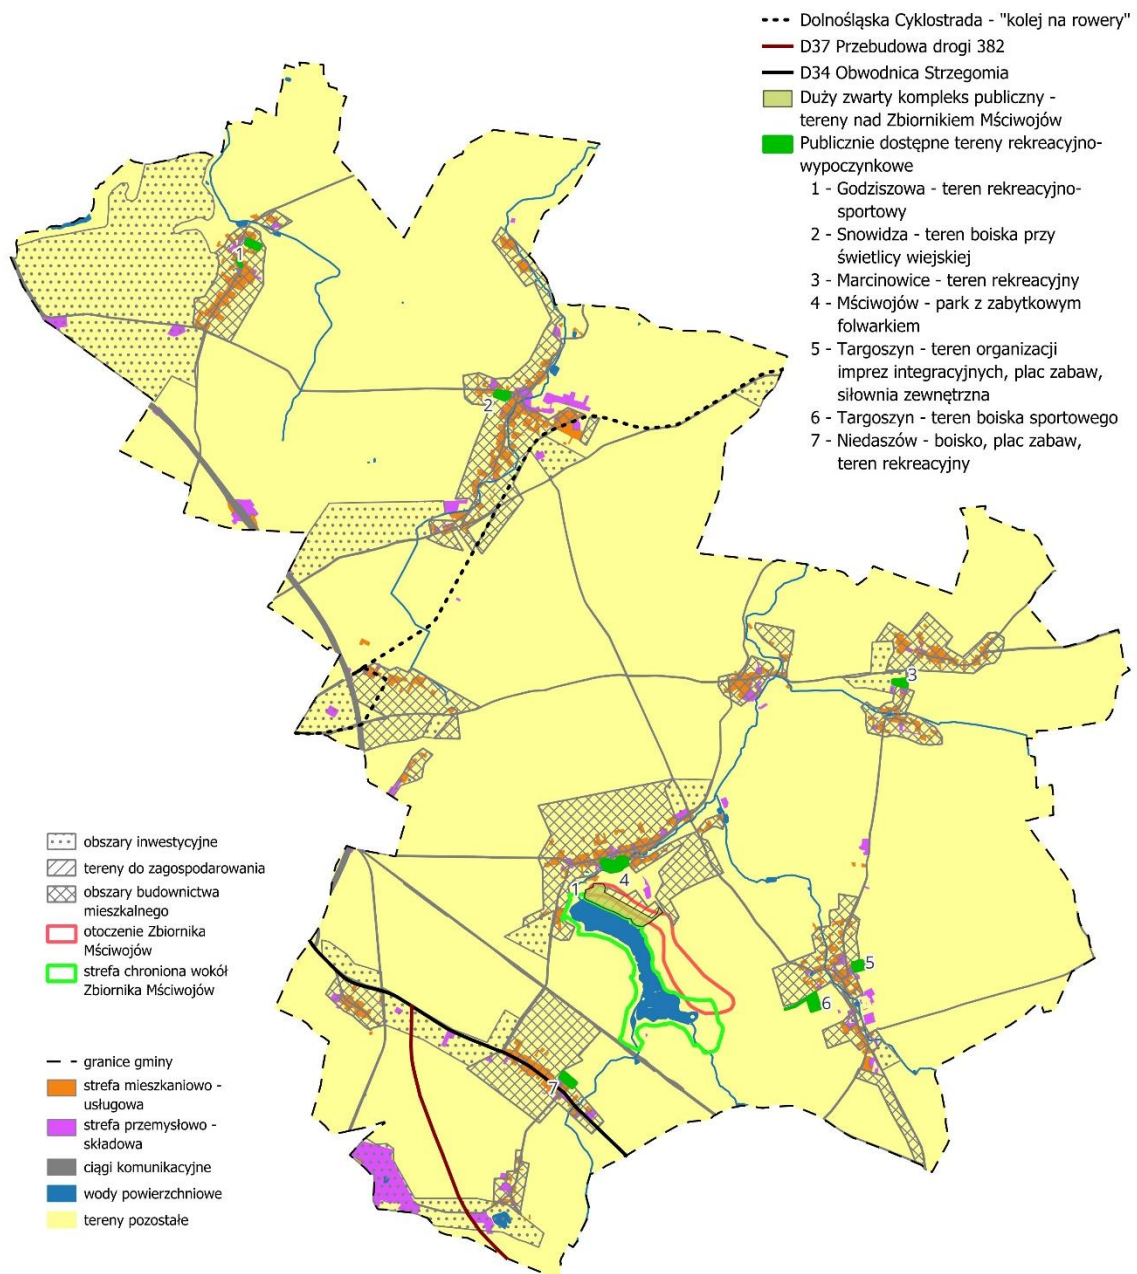 Dolnośląska Cyklostrada - "kolej na rowery"
D37 Przebudowa drogi 382
D34 Obwodnica Strzegomia
Duży zwarty kompleks publiczny -
tereny nad Zbiornikiem Mściwojów
Publicznie dostępne tereny rekreacyjno-
wypoczynkowe
1 - Godziszowa - teren rekreacyjno-
sportowy
2 - Snowidza - teren boiska przy
świetlicy wiejskiej
3 - Marcinowice - teren rekreacyjny
4 - Mściwojów - park z zabytkowym
folwarkiem
5 - Targoszyn - teren organizacji
imprez integracyjnych, plac zabaw,
siłownia zewnętrzna
6 - Targoszyn - teren boiska sportowego
7 - Niedaszów - boisko, plac zabaw,
teren rekreacyjny
1
2
3
1
4
5
6
7
obszary inwestycyjne
tereny do zagospodarowania
obszary budownictwa
mieszkalnego
otoczenie Zbiornika
Mściwojów
strefa chroniona wokół
Zbiornika Mściwojów
granice gminy
strefa mieszkaniowo -
usługowa
strefa przemysłowo -
składowa
ciągi komunikacyjne
wody powierzchniowe
tereny pozostałe